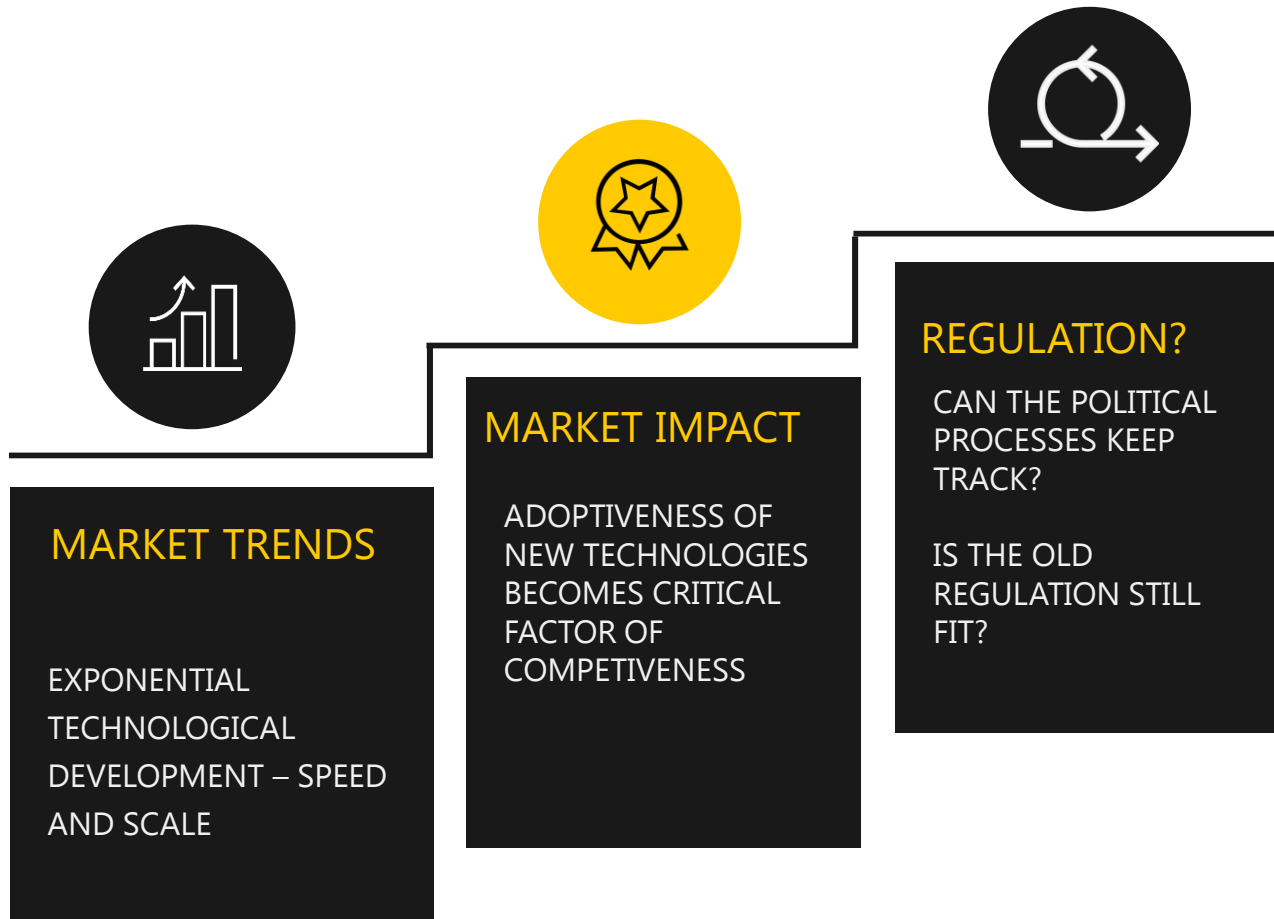 MARKET TRENDS
EXPONENTIAL
TECHNOLOGICAL
DEVELOPMENT – SPEED
AND SCALE
MARKET IMPACT
ADOPTIVENESS OF
NEW TECHNOLOGIES
BECOMES CRITICAL
FACTOR OF
COMPETIVENESS
REGULATION?
CAN THE POLITICAL
PROCESSES KEEP
TRACK?
IS THE OLD
REGULATION STILL
FIT?